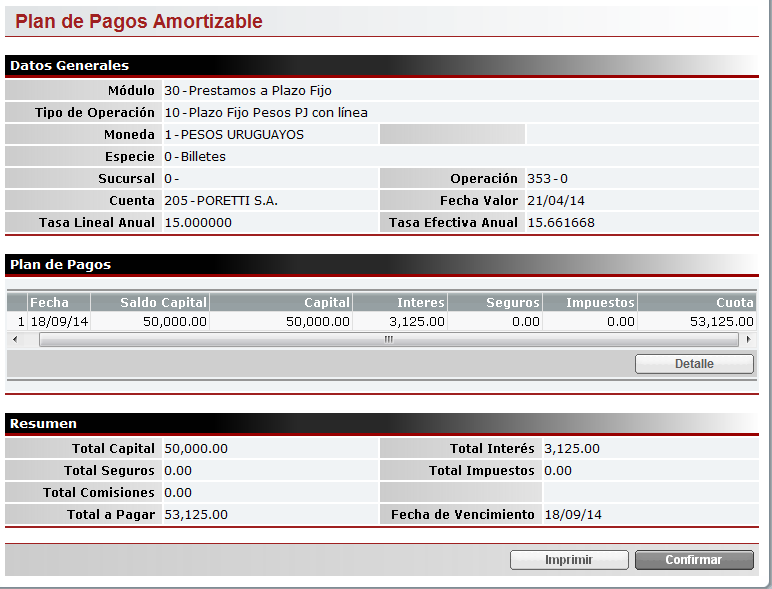 Plan de Pagos Amortizable
Datos Generales
Módulo 30-Prestamos a Plazo Fijo
Tipo de Operación 10-Plazo Fijo Pesos PJ con línea
Moneda 1-PESOS URUGUAYOS
Especie 0-Billetes
Sucursal 0- Operación 353-0
Cuenta 205-PORETTI S.A. Fecha Valor 21/04/14
Tasa Lineal Anual 15.000000 Tasa Efectiva Anual 15.661668
Plan de Pagos
Fecha Saldo Capital Capital Interes Seguros Impuestos Cuota
1 18/09/14 50,000.00 50,000.00 3,125.00 0.00 0.00 53,125.00
Detalle
Resumen
Total Capital 50,000.00 Total Interés 3,125.00
Total Seguros 0.00 Total Impuestos 0.00
Total Comisiones 0.00
Total a Pagar 53,125.00 Fecha de Vencimiento 18/09/14
Imprimir Confirmar